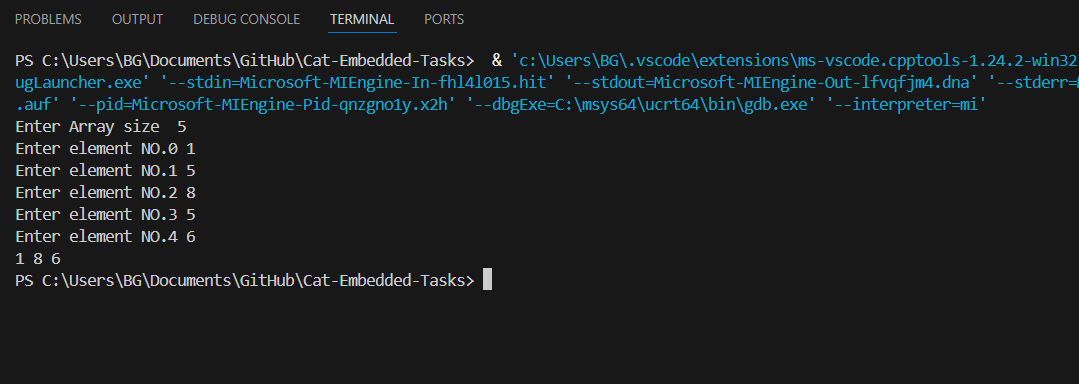 PROBLEMS OUTPUT DEBUG CONSOLE TERMINAL PORTS
PS C:\Users\BG\Documents\GitHub\Cat-Embedded-Tasks>  & 'c:\Users\BG\.vscode\extensions\ms-vscode.cpptools-1.24.2-win32
ugLauncher.exe' '--stdin=Microsoft-MIEngine-In-fhl4l015.hit' '--stdout=Microsoft-MIEngine-Out-lfvqfjm4.dna' '--stderr=
.auf' '--pid=Microsoft-MIEngine-Pid-qnzgno1y.x2h' '--dbgExe=C:\msys64\ucrt64\bin\gdb.exe' '--interpreter=mi'
Enter Array size  5
Enter element NO.0 1
Enter element NO.1 5
Enter element NO.2 8
Enter element NO.3 5
Enter element NO.4 6
1 8 6
PS C:\Users\BG\Documents\GitHub\Cat-Embedded-Tasks>